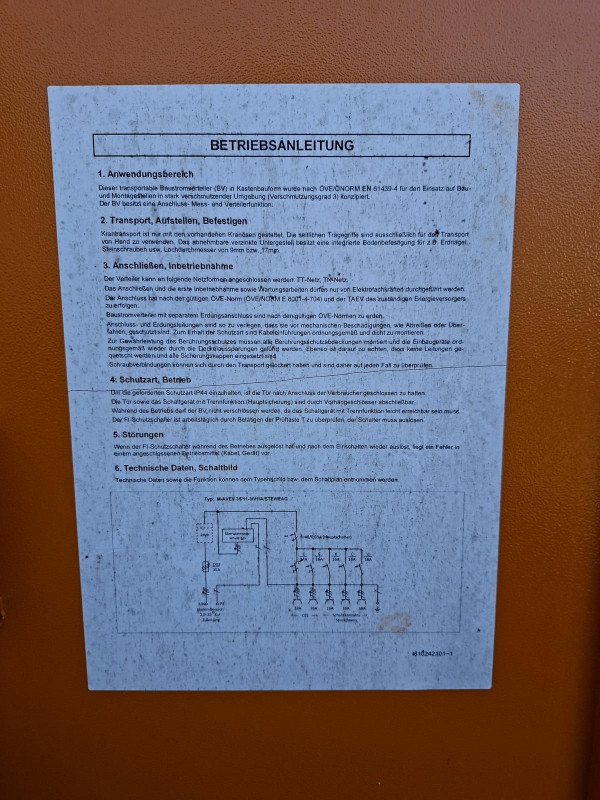 BETRIEBSANLEITUNG
1. Anwendungsbereich
Dieser transportable Baustromverteiler (BV) in Kastenbauform wurde nach ÖVE/ÖNORM EN 61439-4 für den Einsatz auf Bau-
und Montagestellen in stark verschmutzender Umgebung (Verschmutzungsgrad 3) konzipiert.
Der BV besitzt eine Anschluss- Mess- und Verteilerfunktion.
2. Transport, Aufstellen, Befestigen
Krantransport ist nur mit den vorhandenen Kranösen gestattet. Die seitlichen Tragegriffe sind ausschließlich für den Transport
von Hand zu verwenden. Das abnehmbare verzinkte Untergestell besitzt eine integrierte Bodenbefestigung für z.B. Erdnägel,
Steinschrauben usw. Lochdurchmesser von 9mm bzw. 17mm.
3. Anschließen, Inbetriebnahme
Der Verteiler kann an folgende Netzformen angeschlossen werden: TT-Netz, TN-Netz.
Das Anschließen und die erste Inbetriebnahme sowie Wartungsarbeiten dürfen nur von Elektrofachkräften durchgeführt werden.
Der Anschluss hat nach der gültigen ÖVE-Norm (ÖVE/NORM E 8001-4-704) und der TAEV des zuständigen Energieversorgers
zu erfolgen.
Baustromverteiler mit separatem Erdungsanschluss sind nach den gültigen ÖVE-Normen zu erden.
Anschluss- und Erdungsleitungen sind so zu verlegen, dass sie vor mechanischen Beschädigungen, wie Abreißen oder Über-
fahren, geschützt sind. Zum Erhalt der Schutzart sind Kabeleinführungen ordnungsgemäß und dicht zu montieren.
Zur Gewährleistung des Berührungsschutzes müssen alle Berührungsschutzabdeckungen montiert und die Einbaugeräte ord-
nungsgemäß wieder durch die Deckelaussparungen geführt werden. Ebenso ist darauf zu achten, dass keine Leitungen ge-
quetscht werden und alle Sicherungskappen eingesetzt sind.
Schraubverbindungen können sich durch den Transport gelockert haben und sind daher auf jeden Fall zu überprüfen.
4. Schutzart, Betrieb
Um die geforderten Schutzart IP44 einzuhalten, ist die Tür nach Anschluss der Verbraucher geschlossen zu halten.
Die Tür sowie das Schaltgerät mit Trennfunktion (Hauptsicherung) sind durch Vorhängeschlösser abschließbar.
Während des Betriebs darf der BV nicht verschlossen werden, da das Schaltgerät mit Trennfunktion leicht erreichbar sein muss.
Der FI-Schutzschalter ist arbeitstäglich durch Betätigen der Prüftaste T zu überprüfen, der Schalter muss auslösen.
5. Störungen
Wenn der FI-Schutzschalter während des Betriebes ausgelöst hat und nach dem Einschalten wieder auslöst, liegt ein Fehler in
einem angeschlossenen Betriebsmittel (Kabel, Gerät) vor.
6. Technische Daten, Schaltbild
Technische Daten sowie die Funktion können dem Typenschild bzw. dem Schaltplan entnommen werden.
16A 16A 16A 16A 16A